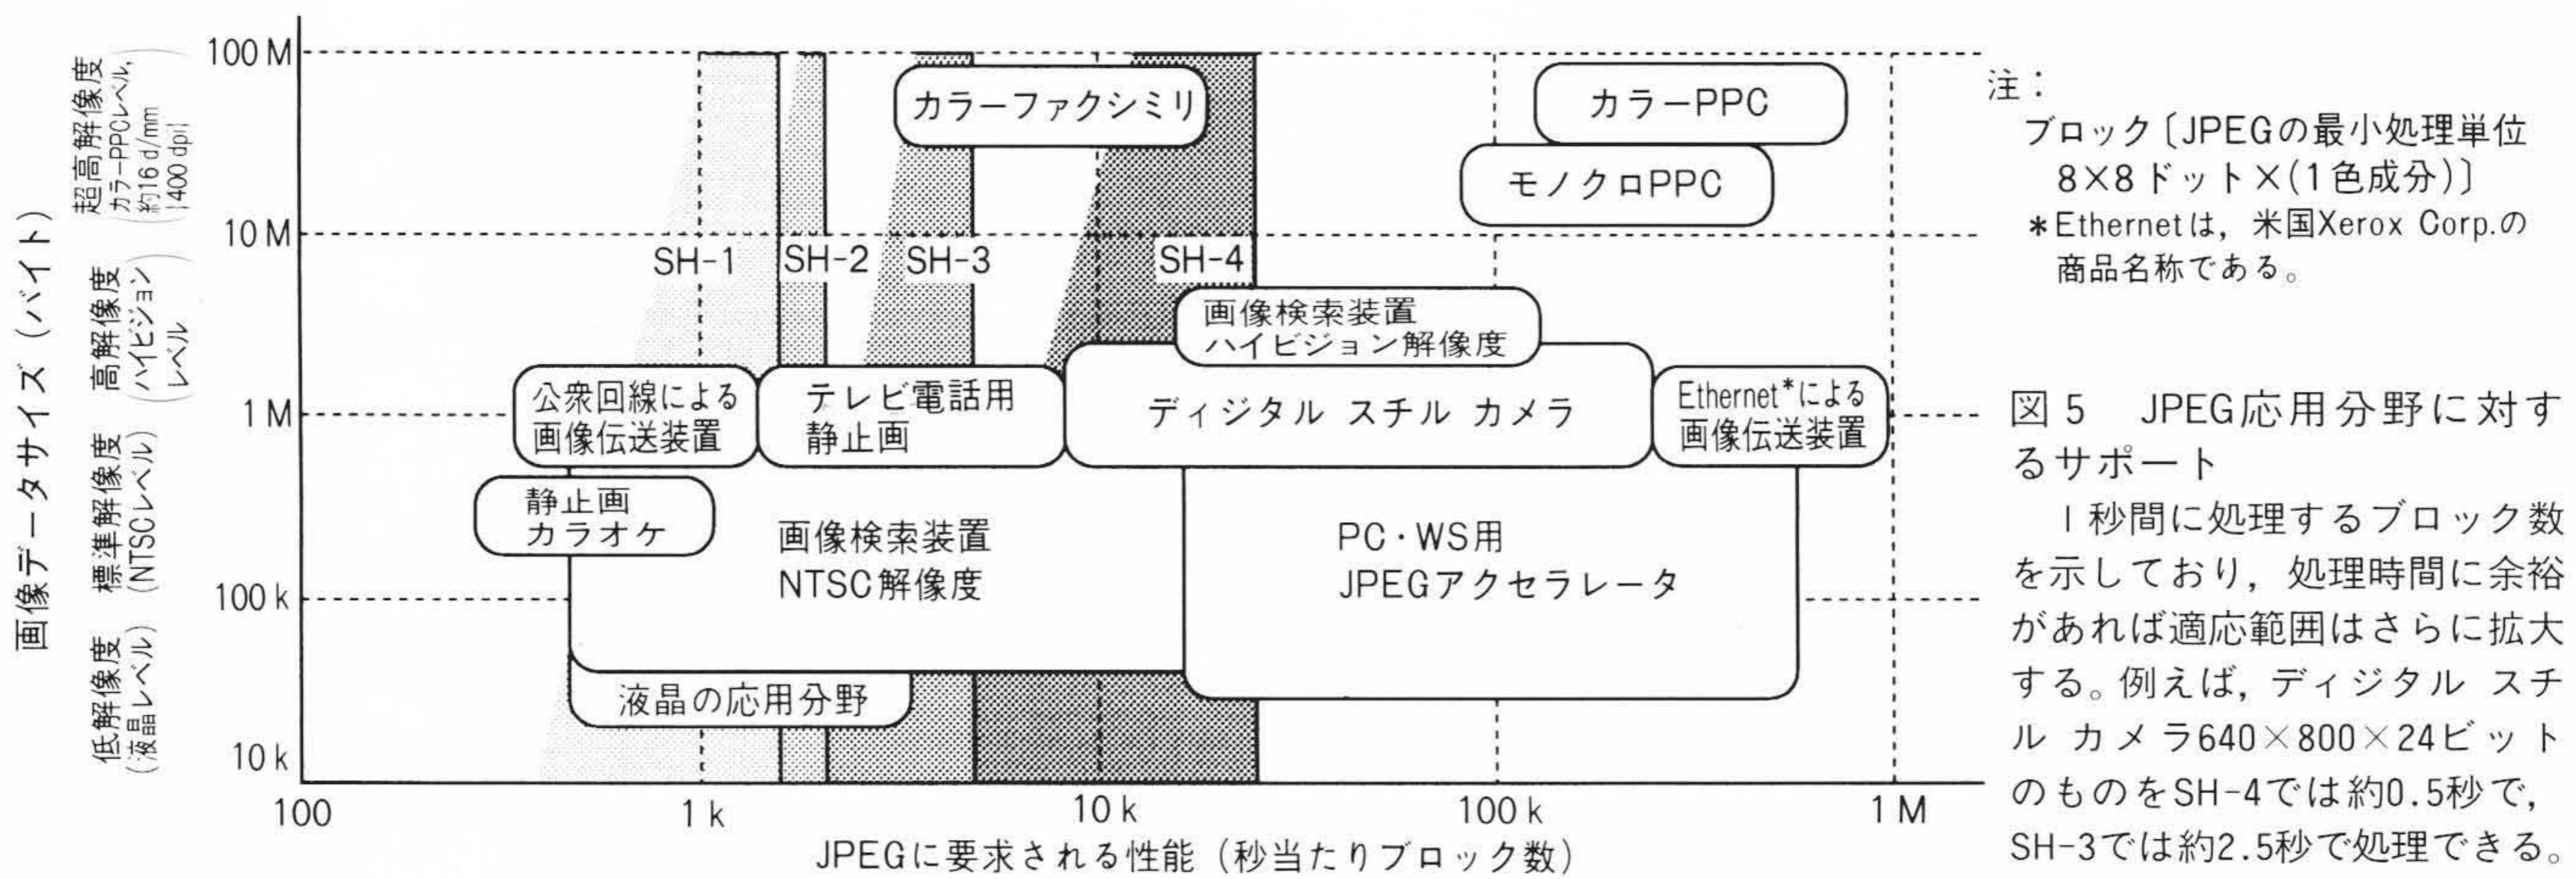 画像データサイズ（バイト）
超高解像度
（カラーPPCレベル，
約16 d/mm
{400 dpi}）
高解像度
（ハイビジョン
レベル）
標準解像度
（NTSCレベル）
低解像度
（液晶レベル）
100 M
10 M
1 M
100 k
10 k
カラーファクシミリ
カラーPPC
モノクロPPC
SH-1
SH-2
SH-3
SH-4
画像検索装置
ハイビジョン解像度
公衆回線による
画像伝送装置
テレビ電話用
静止画
ディジタル スチル カメラ
Ethernet*による
画像伝送装置
静止画
カラオケ
画像検索装置
NTSC解像度
PC・WS用
JPEGアクセラレータ
液晶の応用分野
100
1 k
10 k
100 k
1 M
JPEGに要求される性能（秒当たりブロック数）
注：
ブロック〔JPEGの最小処理単位
8×8ドット×(1色成分)〕
*Ethernetは，米国Xerox Corp.の
商品名称である。
図5　JPEG応用分野に対す
るサポート
1秒間に処理するブロック数
を示しており，処理時間に余裕
があれば適応範囲はさらに拡大
する。例えば，ディジタル スチ
ル カメラ640×800×24ビット
のものをSH-4では約0.5秒で，
SH-3では約2.5秒で処理できる。